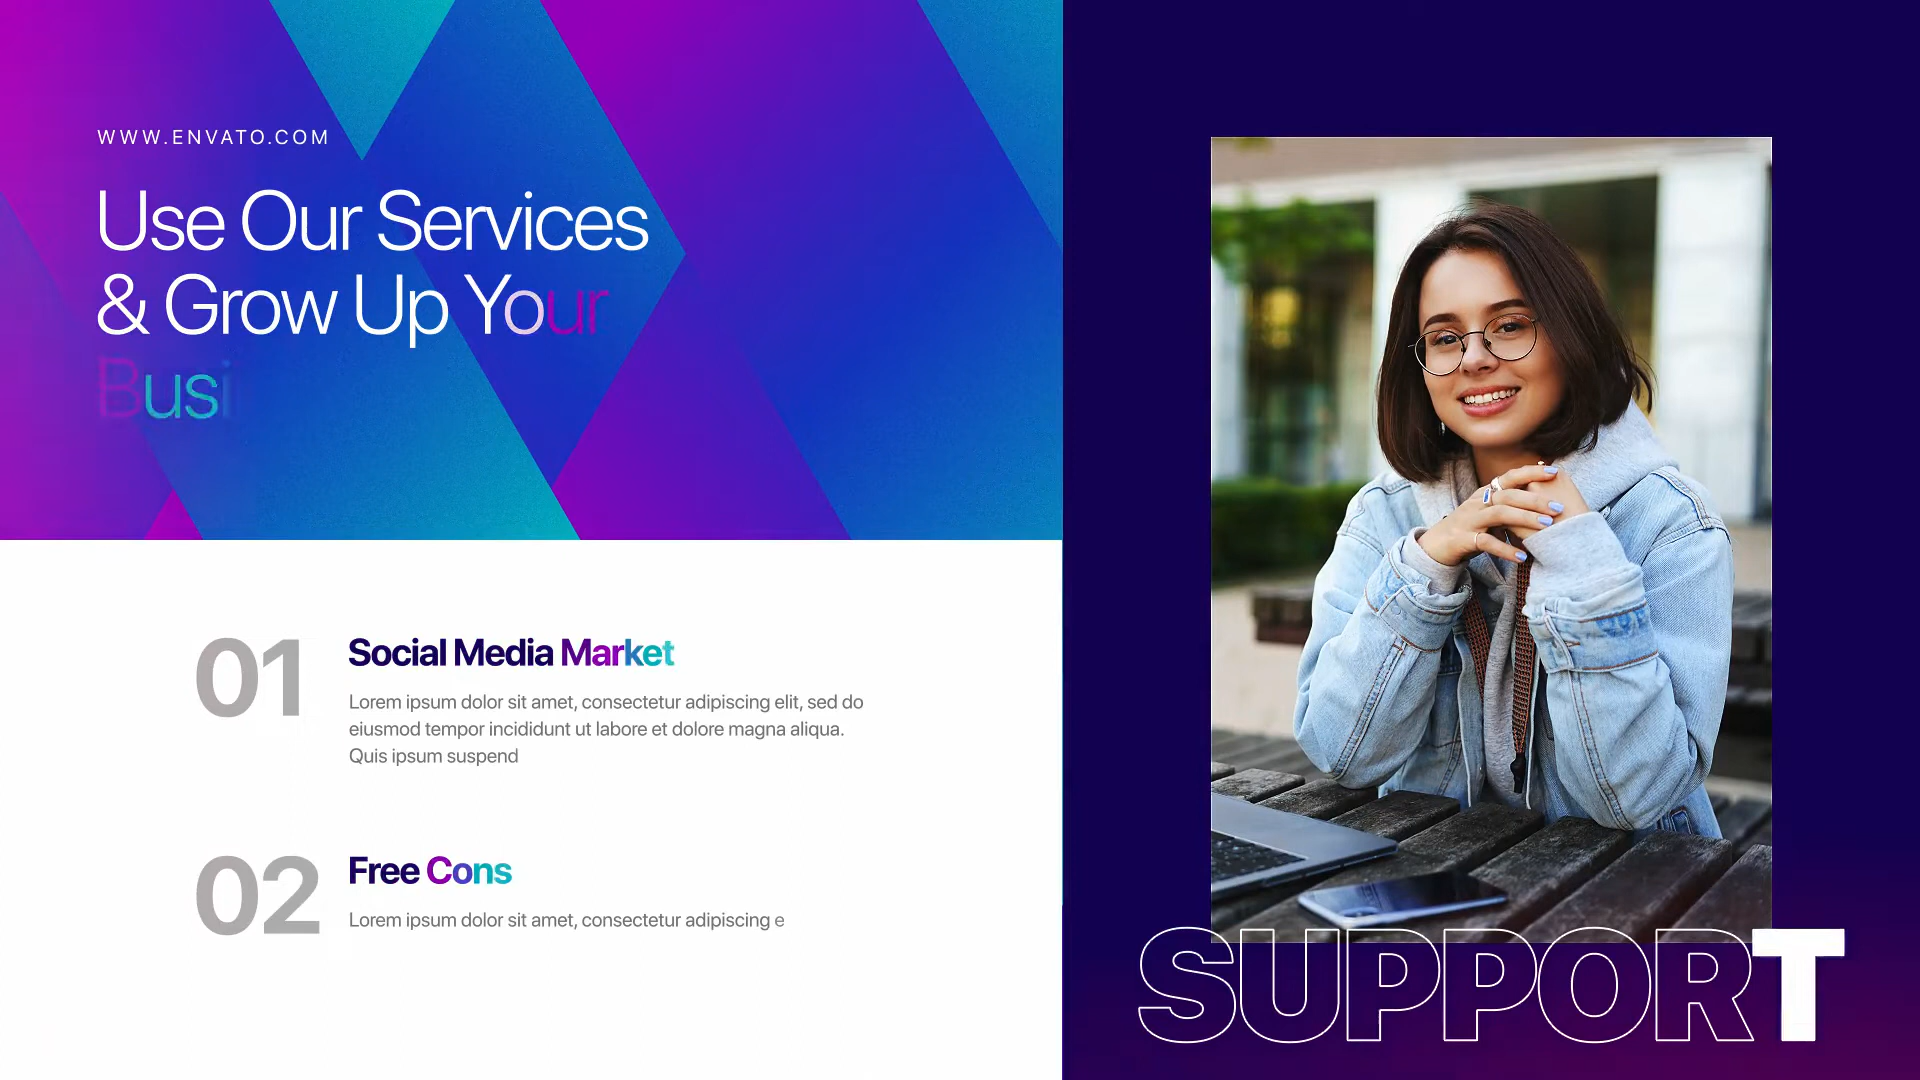 WWW.ENVATO.COM
Use Our Services
& Grow Up Your
Busi
01
Social Media Market
Lorem ipsum dolor sit amet, consectetur adipiscing elit, sed do
eiusmod tempor incididunt ut labore et dolore magna aliqua.
Quis ipsum suspend
02
Free Cons
Lorem ipsum dolor sit amet, consectetur adipiscing e
SUPPORT